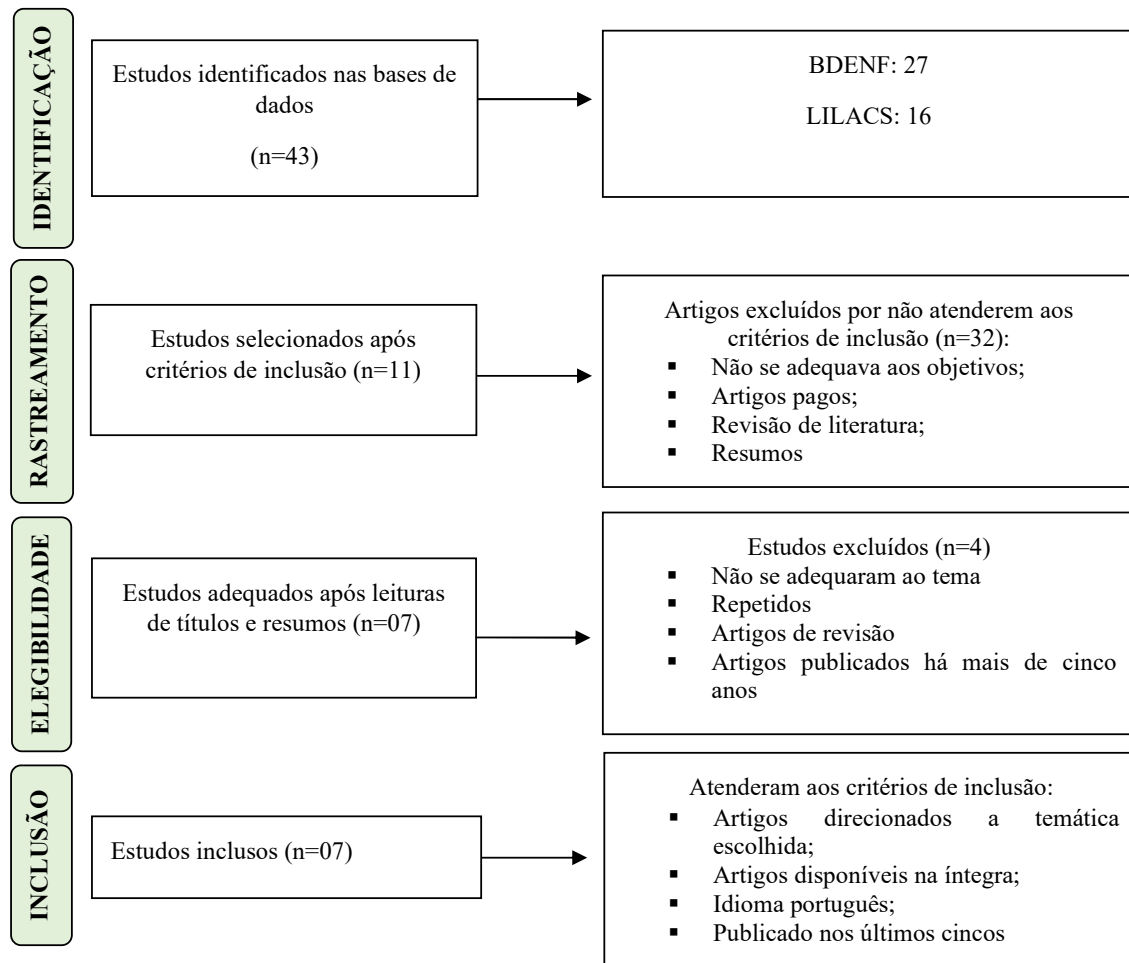 IDENTIFICAÇÃO
Estudos identificados nas bases de
dados
(n=43)
BDENF: 27
LILACS: 16
RASTREAMENTO
Estudos selecionados após
critérios de inclusão (n=11)
Artigos excluídos por não atenderem aos
critérios de inclusão (n=32):
▪ Não se adequava aos objetivos;
▪ Artigos pagos;
▪ Revisão de literatura;
▪ Resumos
ELEGIBILIDADE
Estudos adequados após leituras
de títulos e resumos (n=07)
Estudos excluídos (n=4)
▪ Não se adequaram ao tema
▪ Repetidos
▪ Artigos de revisão
▪ Artigos publicados há mais de cinco
anos
INCLUSÃO
Estudos inclusos (n=07)
Atenderam aos critérios de inclusão:
▪ Artigos direcionados a temática
escolhida;
▪ Artigos disponíveis na íntegra;
▪ Idioma português;
▪ Publicado nos últimos cincos